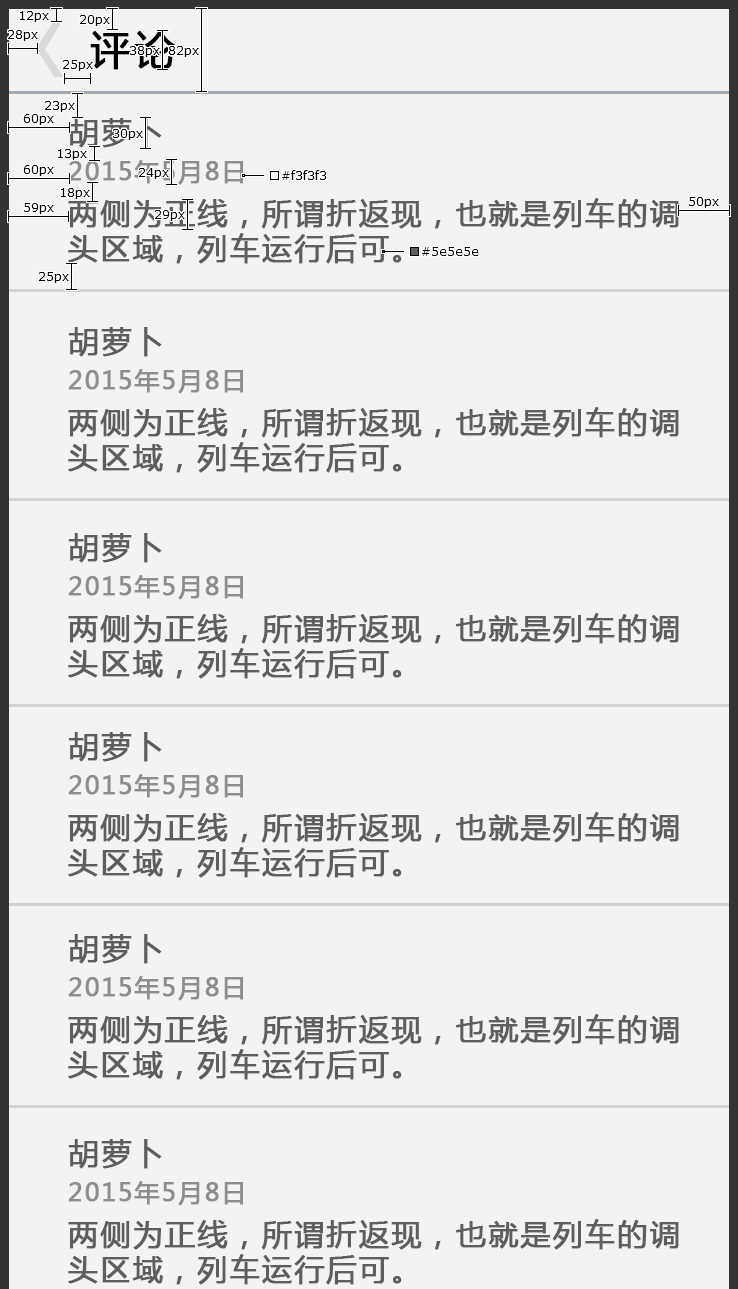 12px
20px
28px
评论
38px
82px
25px
23px
60px
胡萝卜
30px
13px
60px
2015年5月8日
24px
#f3f3f3
18px
59px
两侧为正线，所谓折返现，也就是列车的调
29px
50px
头区域，列车运行后可。
#5e5e5e
25px
胡萝卜
2015年5月8日
两侧为正线，所谓折返现，也就是列车的调
头区域，列车运行后可。
胡萝卜
2015年5月8日
两侧为正线，所谓折返现，也就是列车的调
头区域，列车运行后可。
胡萝卜
2015年5月8日
两侧为正线，所谓折返现，也就是列车的调
头区域，列车运行后可。
胡萝卜
2015年5月8日
两侧为正线，所谓折返现，也就是列车的调
头区域，列车运行后可。
胡萝卜
2015年5月8日
两侧为正线，所谓折返现，也就是列车的调
头区域，列车运行后可。